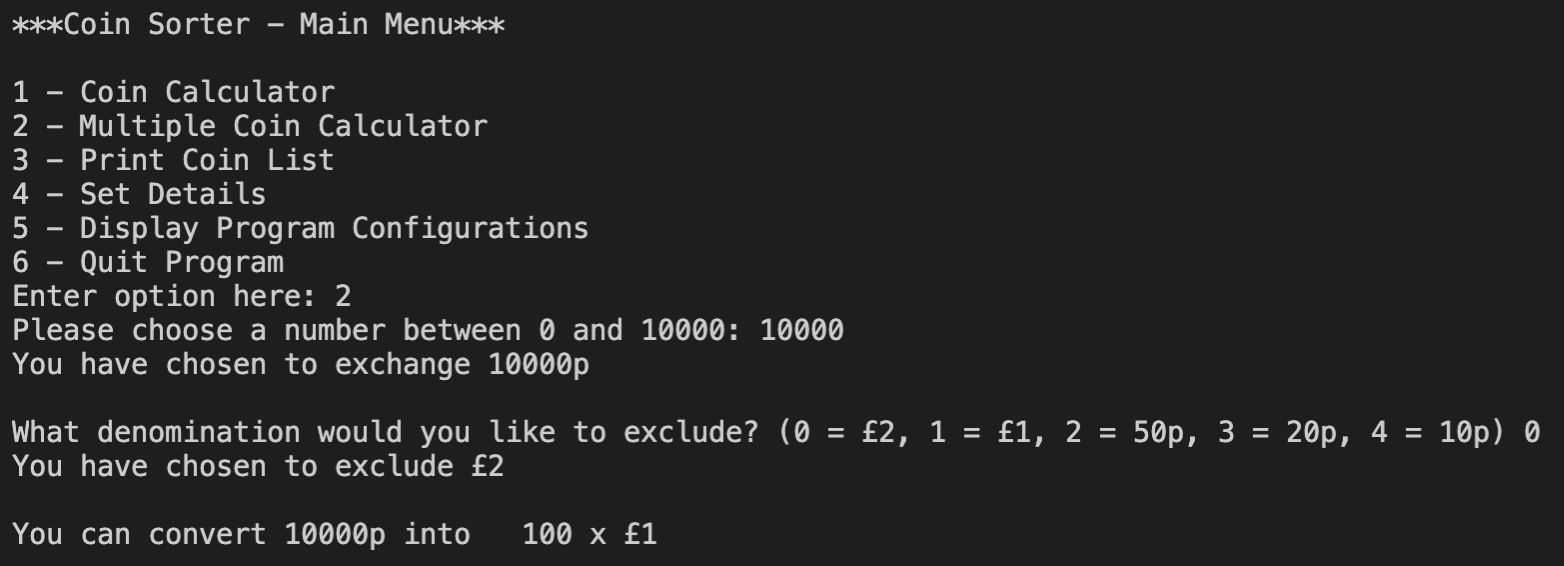 ***Coin Sorter - Main Menu***
1 - Coin Calculator
2 - Multiple Coin Calculator
3 - Print Coin List
4 - Set Details
5 - Display Program Configurations
6 - Quit Program
Enter option here: 2
Please choose a number between 0 and 10000: 10000
You have chosen to exchange 10000p
What denomination would you like to exclude? (0 = £2, 1 = £1, 2 = 50p, 3 = 20p, 4 = 10p) 0
You have chosen to exclude £2
You can convert 10000p into   100 x £1